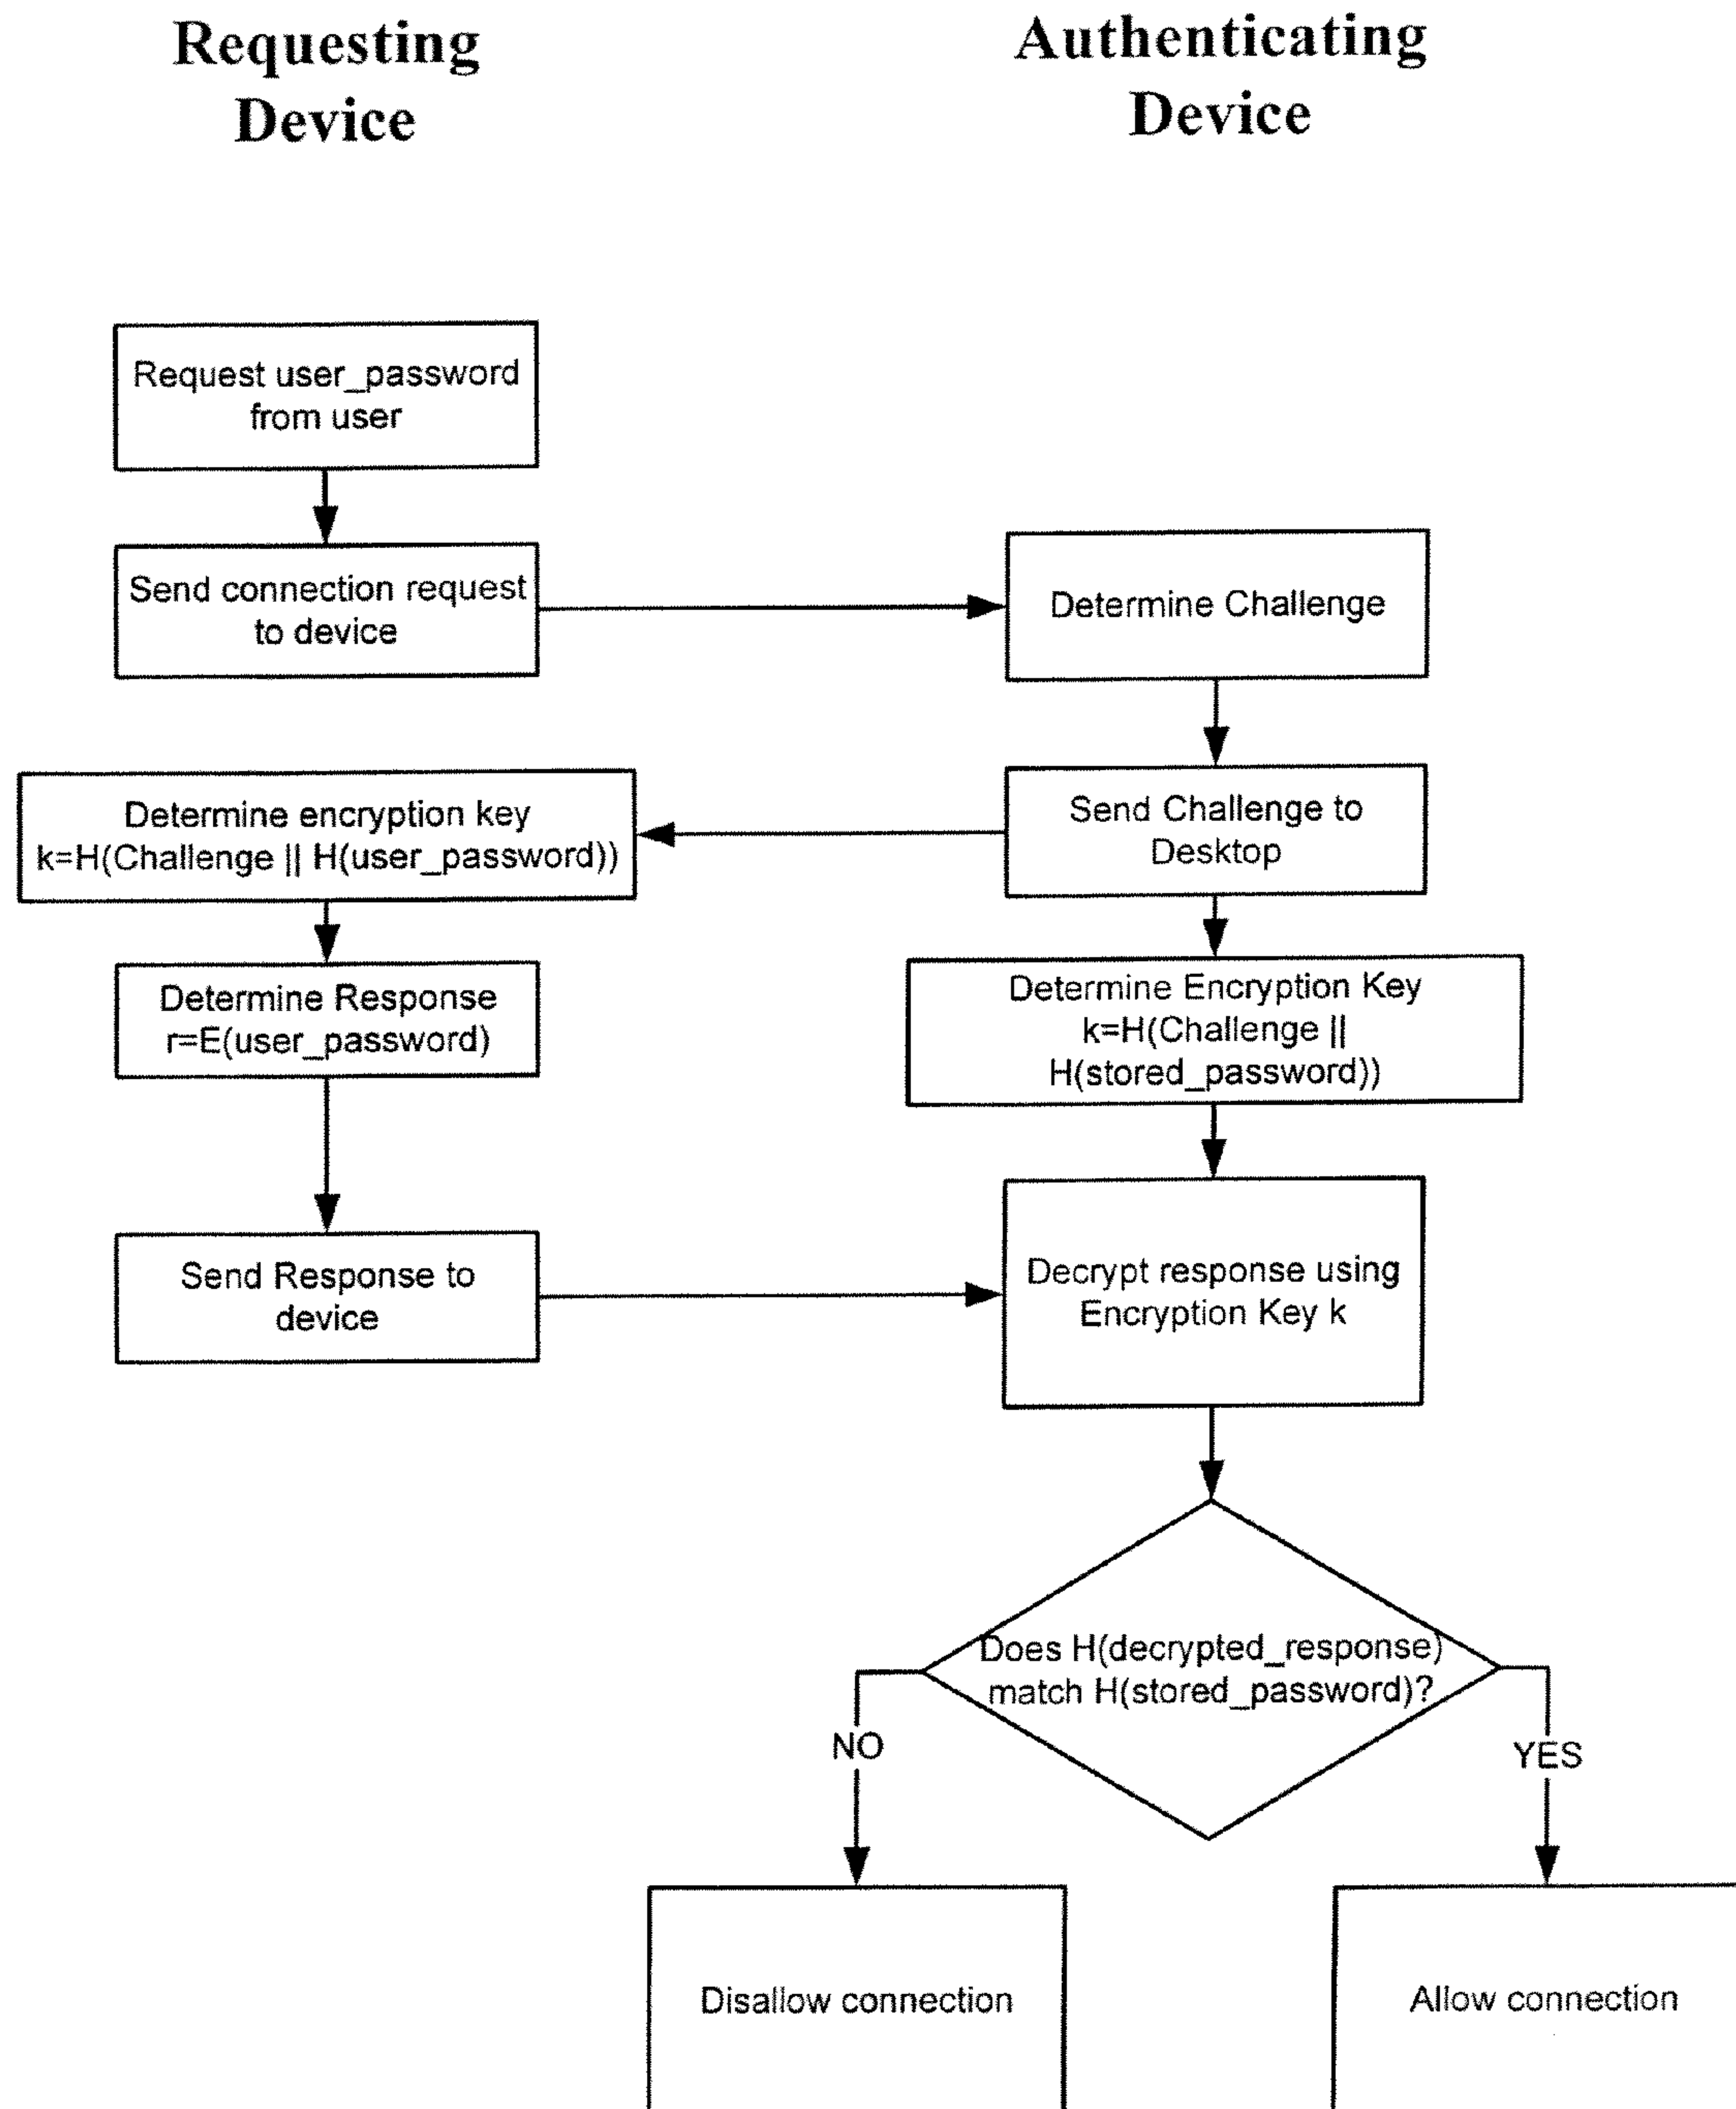 Requesting
Device
Authenticating
Device
Request user_password
from user
Send connection request
to device
Determine Challenge
Send Challenge to
Desktop
Determine encryption key
k=H(Challenge || H(user_password))
Determine Response
r=E(user_password)
Determine Encryption Key
k=H(Challenge ||
H(stored_password))
Send Response to
device
Decrypt response using
Encryption Key k
Does H(decrypted_response)
match H(stored_password)?
NO
YES
Disallow connection
Allow connection